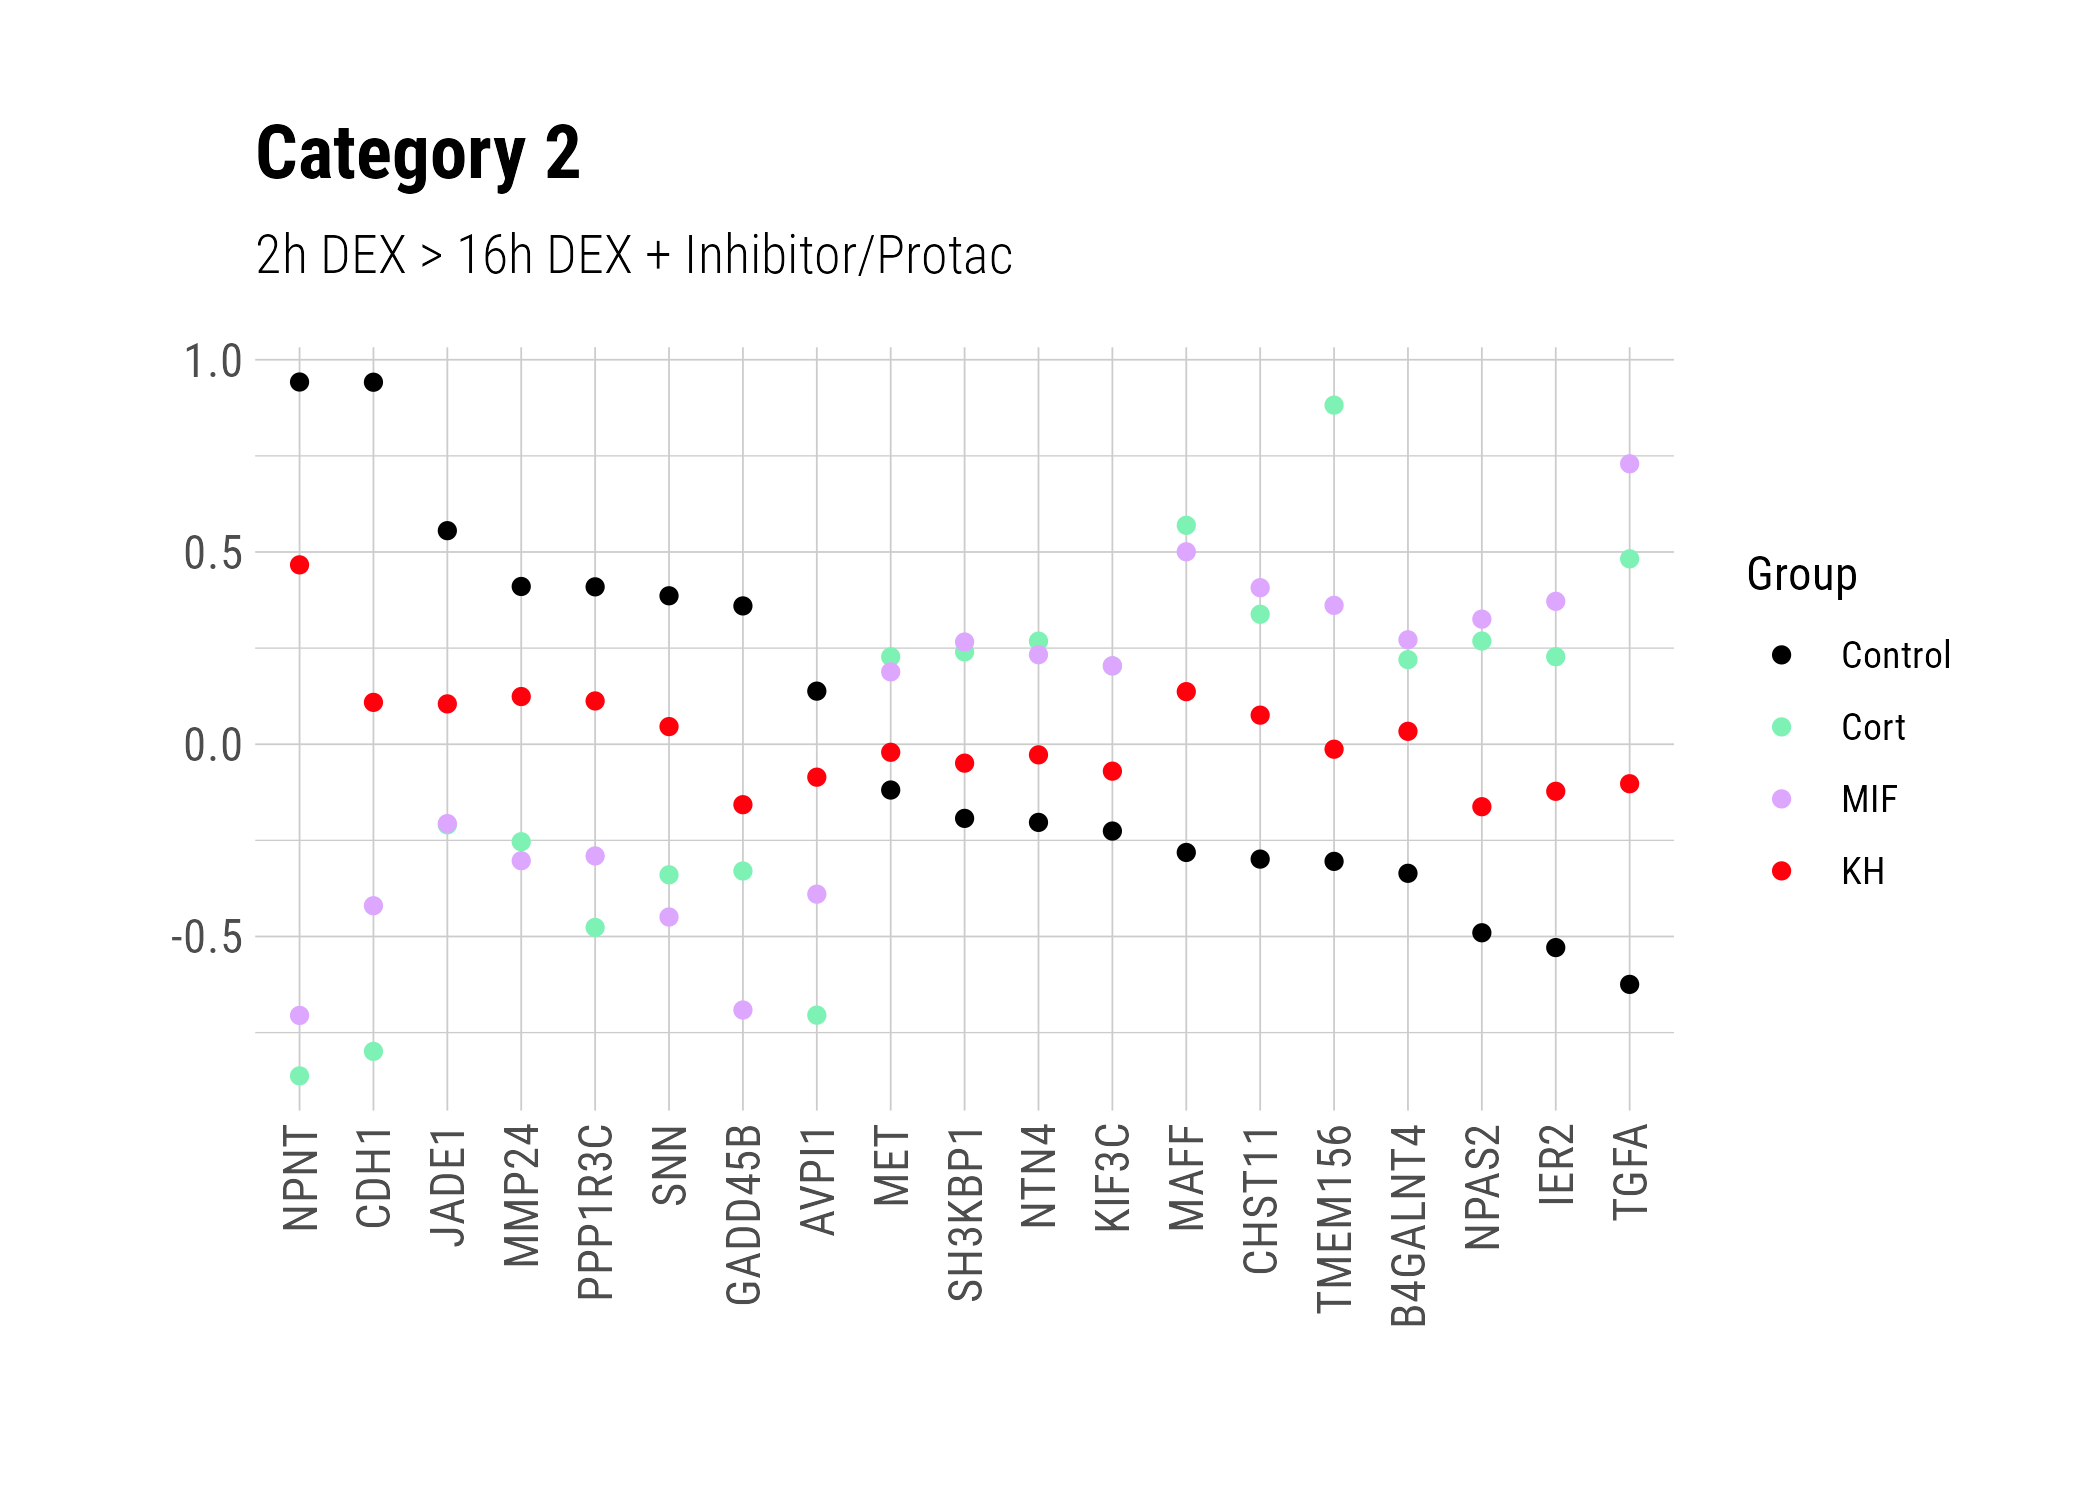 Category 2
2h DEX > 16h DEX + Inhibitor/Protac
1.0
0.5
0.0
-0.5
NPNT
CDH1
JADE1
MMP24
PPP1R3C
SNN
GADD45B
AVPI1
MET
SH3KBP1
NTN4
KIF3C
MAFF
CHST11
TMEM156
B4GALNT4
NPAS2
IER2
TGFA
Group
Control
Cort
MIF
KH